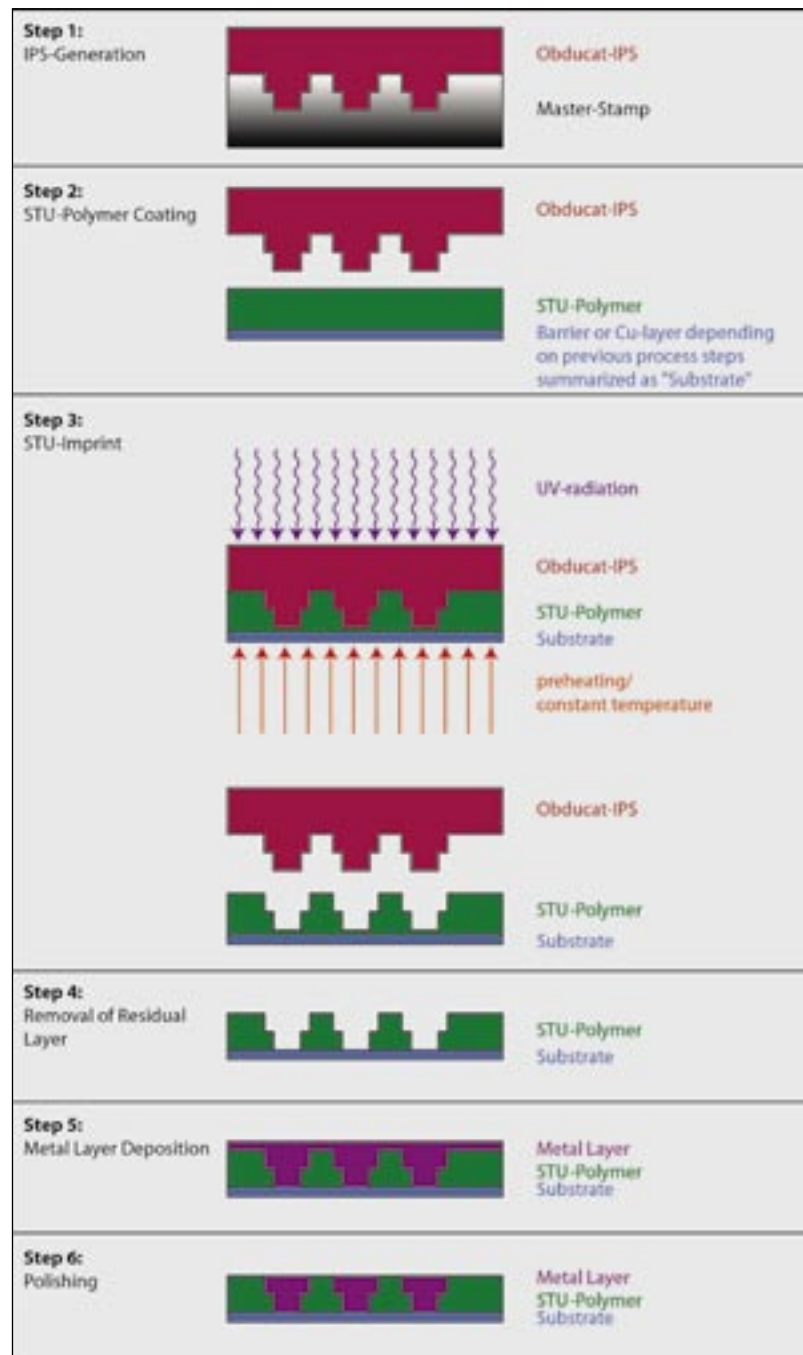 Step 1:
IPS-Generation
Obducat-IPS
Master-Stamp
Step 2:
STU-Polymer Coating
Obducat-IPS
STU-Polymer
Barrier or Cu-layer depending
on previous process steps
summarized as "Substrate"
Step 3:
STU-Imprint
UV-radiation
Obducat-IPS
STU-Polymer
Substrate
preheating/
constant temperature
Obducat-IPS
STU-Polymer
Substrate
Step 4:
Removal of Residual
Layer
STU-Polymer
Substrate
Step 5:
Metal Layer Deposition
Metal Layer
STU-Polymer
Substrate
Step 6:
Polishing
Metal Layer
STU-Polymer
Substrate